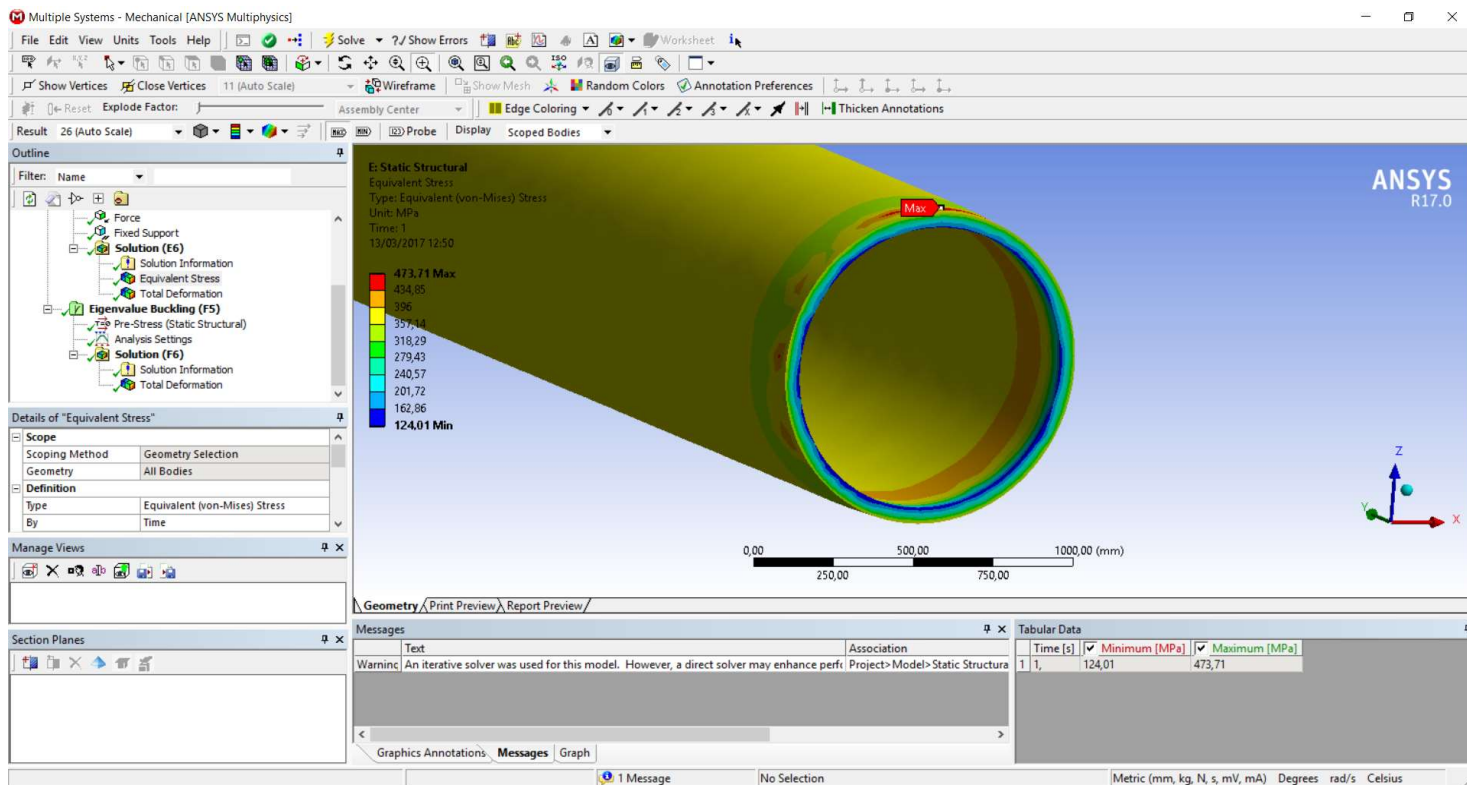 Multiple Systems - Mechanical [ANSYS Multiphysics]
File Edit View Units Tools Help Solve ?✓ Show Errors A Worksheet i
Show Vertices Close Vertices 11 (Auto Scale) Wireframe Show Mesh Random Colors Annotation Preferences
Reset Explode Factor: Assembly Center Edge Coloring Thicken Annotations
Result 26 (Auto Scale) MAX MIN Probe Display Scoped Bodies
Outline
Filter: Name
Force
Fixed Support
Solution (E6)
Solution Information
Equivalent Stress
Total Deformation
Eigenvalue Buckling (F5)
Pre-Stress (Static Structural)
Analysis Settings
Solution (F6)
Solution Information
Total Deformation
Details of "Equivalent Stress"
Scope
Scoping Method Geometry Selection
Geometry All Bodies
Definition
Type Equivalent (von-Mises) Stress
By Time
Manage Views
Section Planes
E: Static Structural
Equivalent Stress
Type: Equivalent (von-Mises) Stress
Unit: MPa
Time: 1
13/03/2017 12:50
473,71 Max
434,85
396
357,14
318,29
279,43
240,57
201,72
162,86
124,01 Min
Max
ANSYS
R17.0
Z
Y
X
0,00 500,00 1000,00 (mm)
250,00 750,00
Geometry Print Preview Report Preview
Messages
Text Association
Warning An iterative solver was used for this model. However, a direct solver may enhance perf Project>Model>Static Structura
Graphics Annotations Messages Graph
Tabular Data
Time [s] Minimum [MPa] Maximum [MPa]
1 1, 124,01 473,71
1 Message No Selection Metric (mm, kg, N, s, mV, mA) Degrees rad/s Celsius